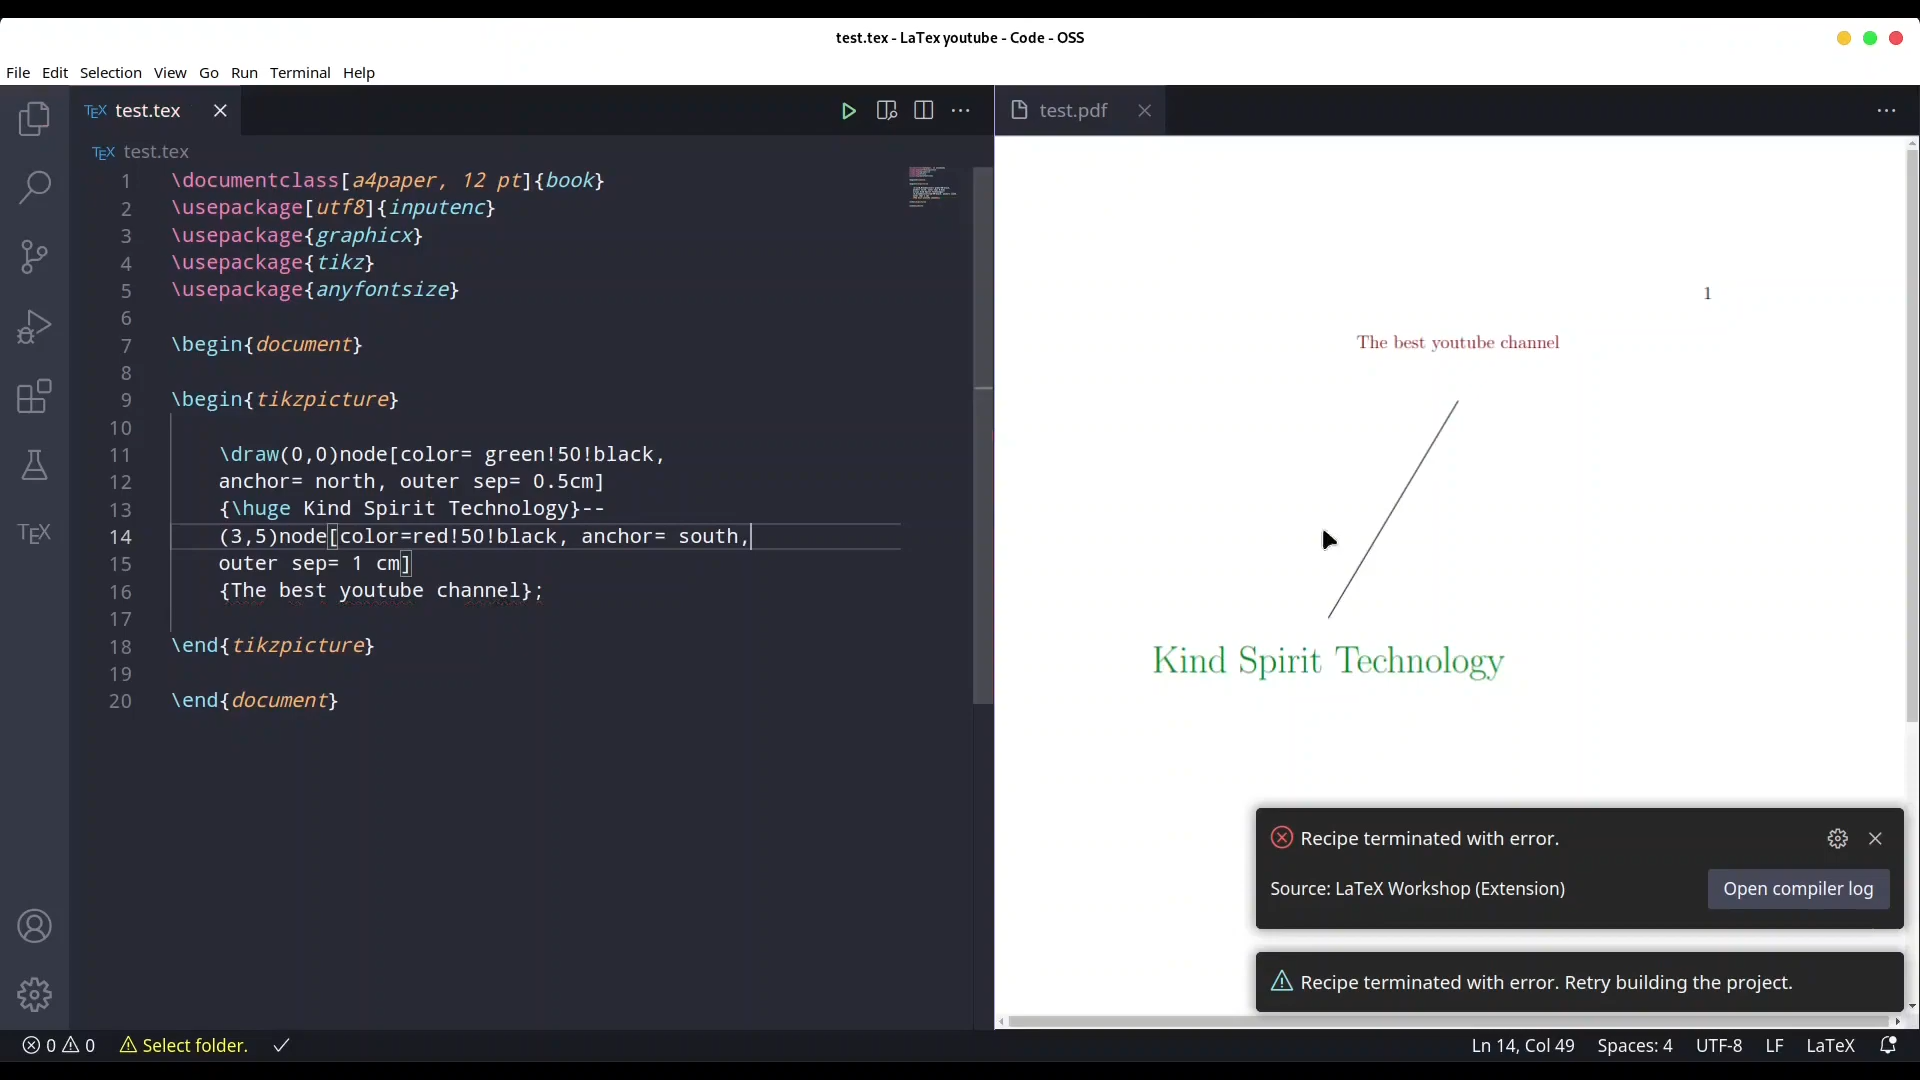 test.tex - LaTex youtube - Code - OSS
File Edit Selection View Go Run Terminal Help
TEX test.tex
test.pdf
TEX test.tex
1 \documentclass[a4paper, 12 pt]{book}
2 \usepackage[utf8]{inputenc}
3 \usepackage{graphicx}
4 \usepackage{tikz}
5 \usepackage{anyfontsize}
6
7 \begin{document}
8
9 \begin{tikzpicture}
10
11 \draw(0,0)node[color= green!50!black,
12 anchor= north, outer sep= 0.5cm]
13 {\huge Kind Spirit Technology}--
14 (3,5)node[color=red!50!black, anchor= south,
15 outer sep= 1 cm]
16 {The best youtube channel};
17
18 \end{tikzpicture}
19
20 \end{document}
TEX
1
The best youtube channel
Kind Spirit Technology
Recipe terminated with error.
Source: LaTeX Workshop (Extension)
Open compiler log
Recipe terminated with error. Retry building the project.
0 0 Select folder.
Ln 14, Col 49 Spaces: 4 UTF-8 LF LaTeX